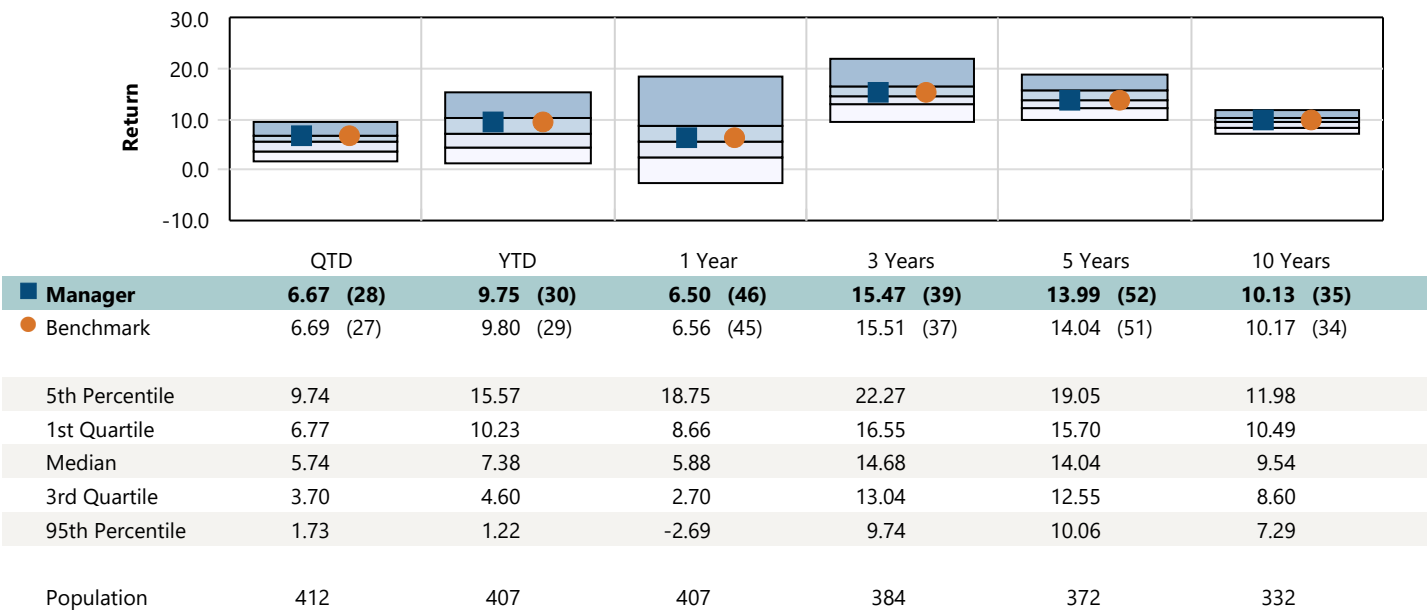 30.0
20.0
10.0
0.0
-10.0
Return
QTD YTD 1 Year 3 Years 5 Years 10 Years
Manager 6.67 (28) 9.75 (30) 6.50 (46) 15.47 (39) 13.99 (52) 10.13 (35)
Benchmark 6.69 (27) 9.80 (29) 6.56 (45) 15.51 (37) 14.04 (51) 10.17 (34)
5th Percentile 9.74 15.57 18.75 22.27 19.05 11.98
1st Quartile 6.77 10.23 8.66 16.55 15.70 10.49
Median 5.74 7.38 5.88 14.68 14.04 9.54
3rd Quartile 3.70 4.60 2.70 13.04 12.55 8.60
95th Percentile 1.73 1.22 -2.69 9.74 10.06 7.29
Population 412 407 407 384 372 332